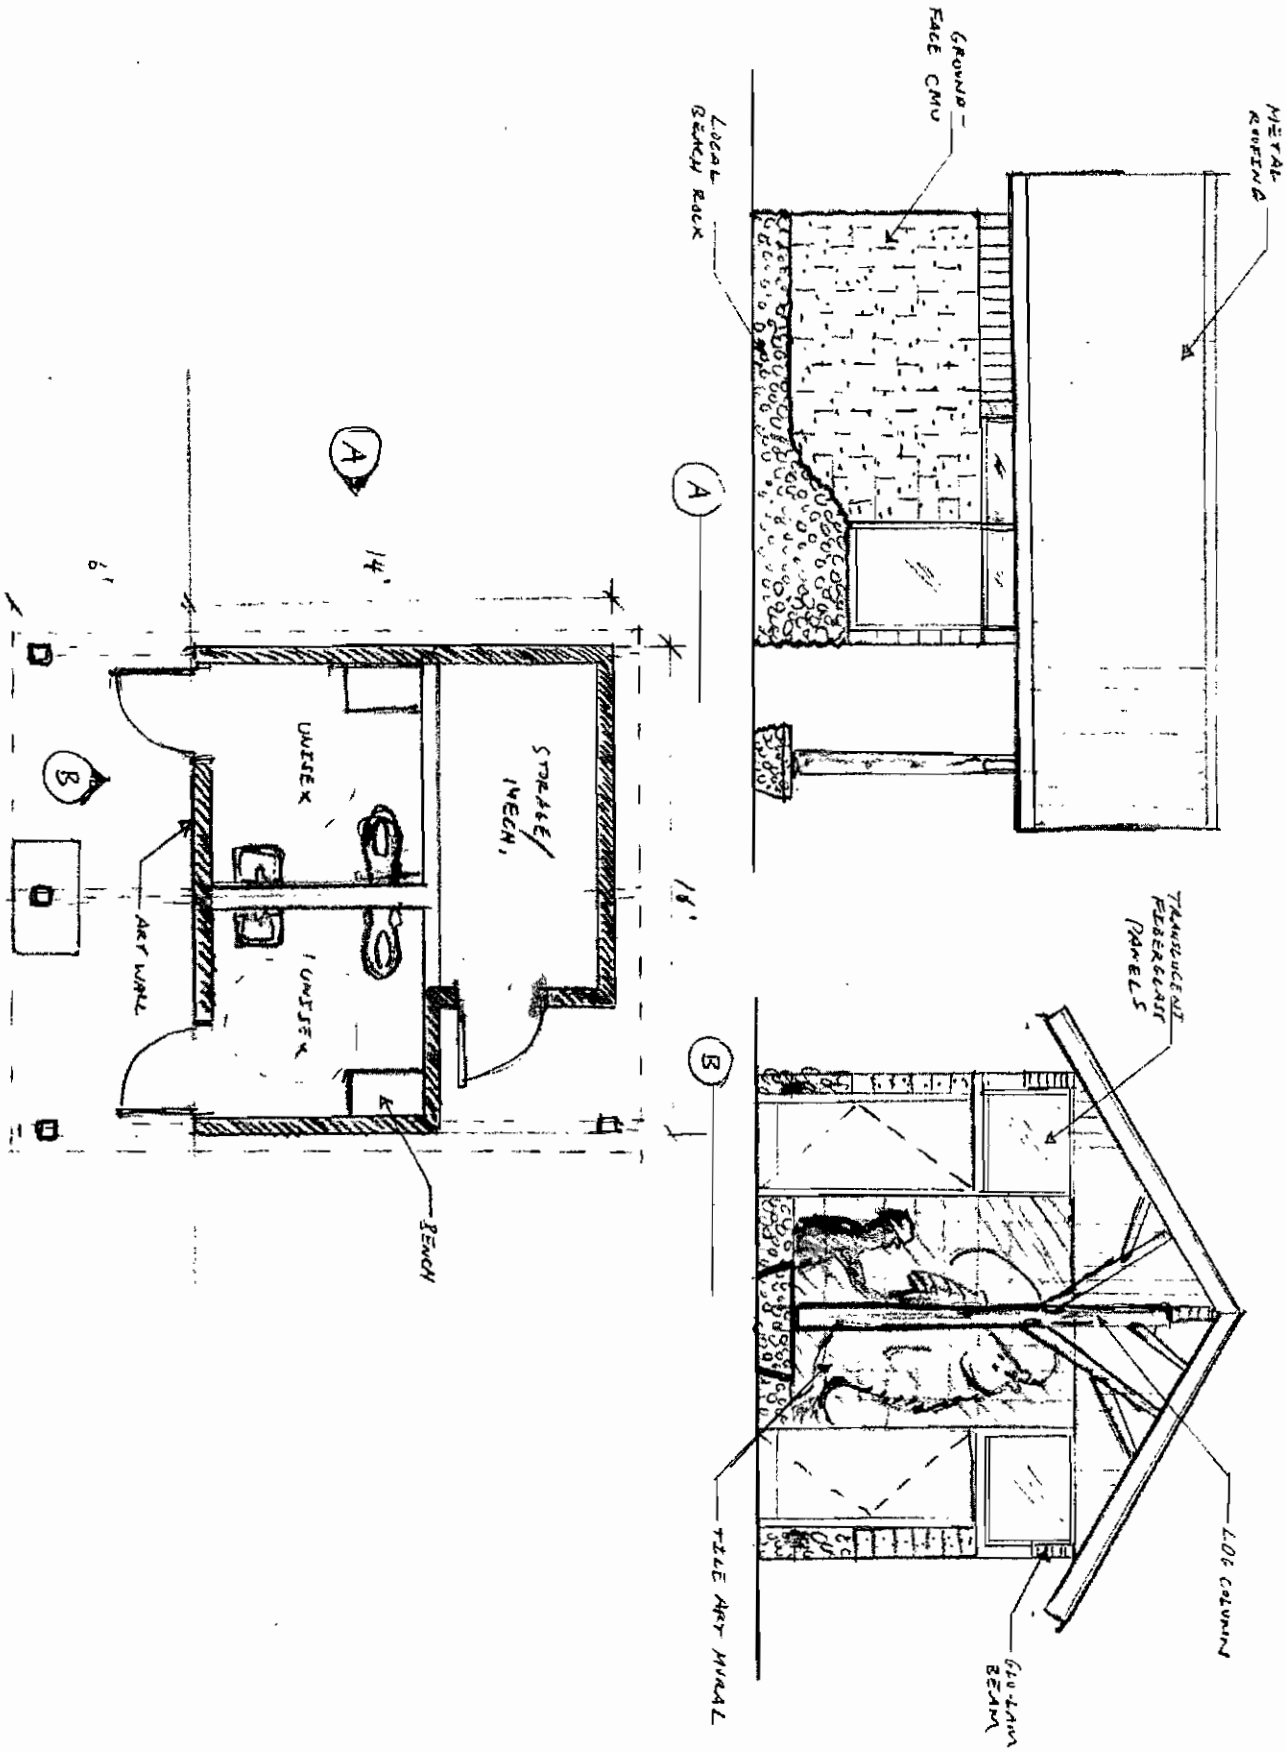 METAL
ROOFING
GROUND-
FACE CMU
LOCAL
BEACH ROCK
A
TRANSLUCENT
FIBERGLASS
PANELS
LOG COLUMN
GLU-LAM
BEAM
TILE ART MURAL
B
A
14'
6'
16'
STORAGE/
MECH.
UNISEX
UNISEX
B
ART WALL
BENCH